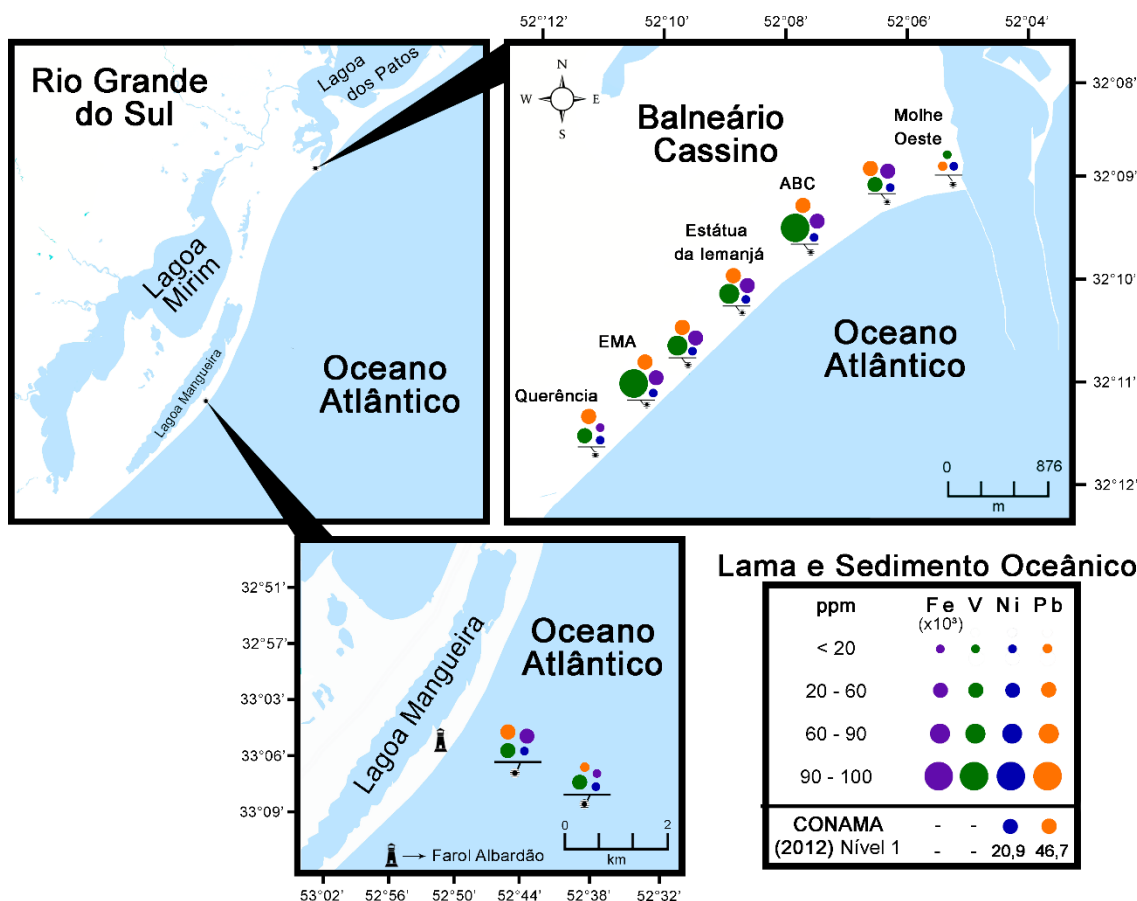 Rio Grande
do Sul
Lagoa
dos Patos
Lagoa
Mirim
Lagoa Mangueira
Oceano
Atlântico
52°12' 52°10' 52°08' 52°06' 52°04'
N
W E
S
Balneário
Cassino
Molhe
Oeste
ABC
Estátua
da Iemanjá
EMA
Querência
Oceano
Atlântico
0 876
m
32°08'
32°09'
32°10'
32°11'
32°12'
32°51'
32°57'
33°03'
33°06'
33°09'
Lagoa Mangueira
Oceano
Atlântico
0 2
km
Farol Albardão
53°02' 52°56' 52°50' 52°44' 52°38' 52°32'
Lama e Sedimento Oceânico
ppm Fe V Ni Pb
(x10³)
< 20
20 - 60
60 - 90
90 - 100
CONAMA - -
(2012) Nível 1 - - 20,9 46,7